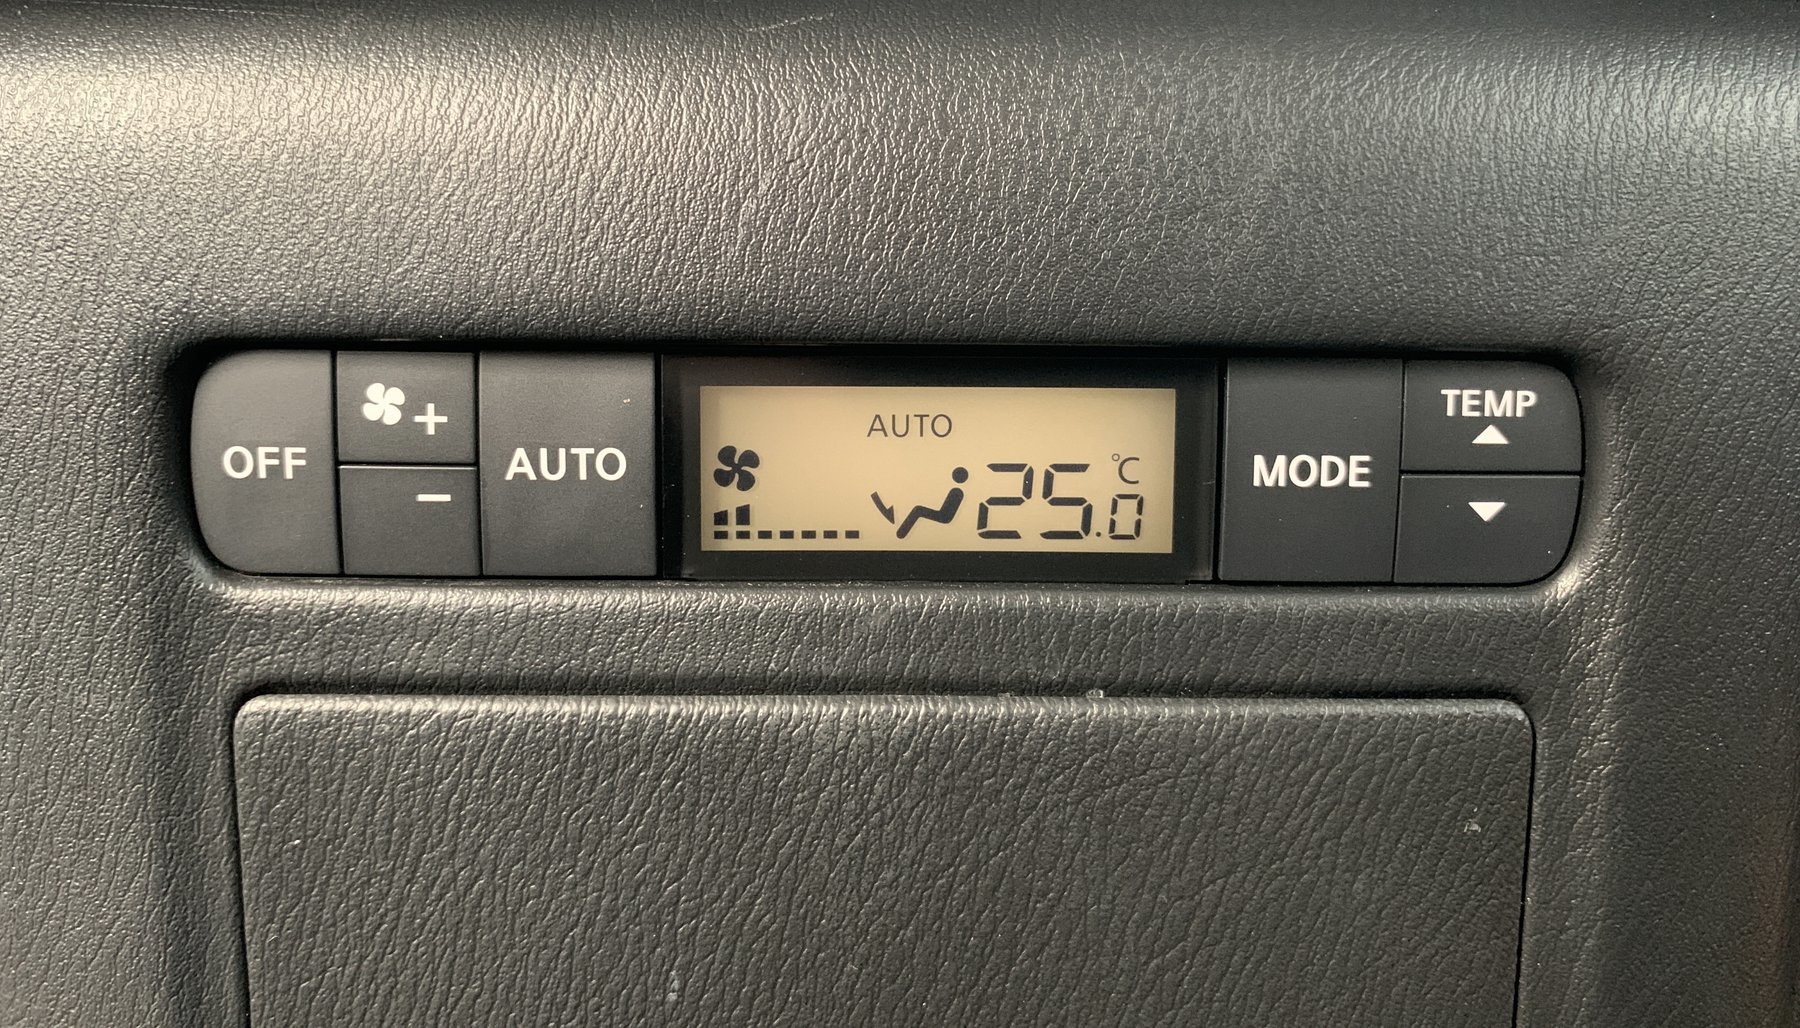 OFF
+
-
AUTO
AUTO
25.0 °C
MODE
TEMP